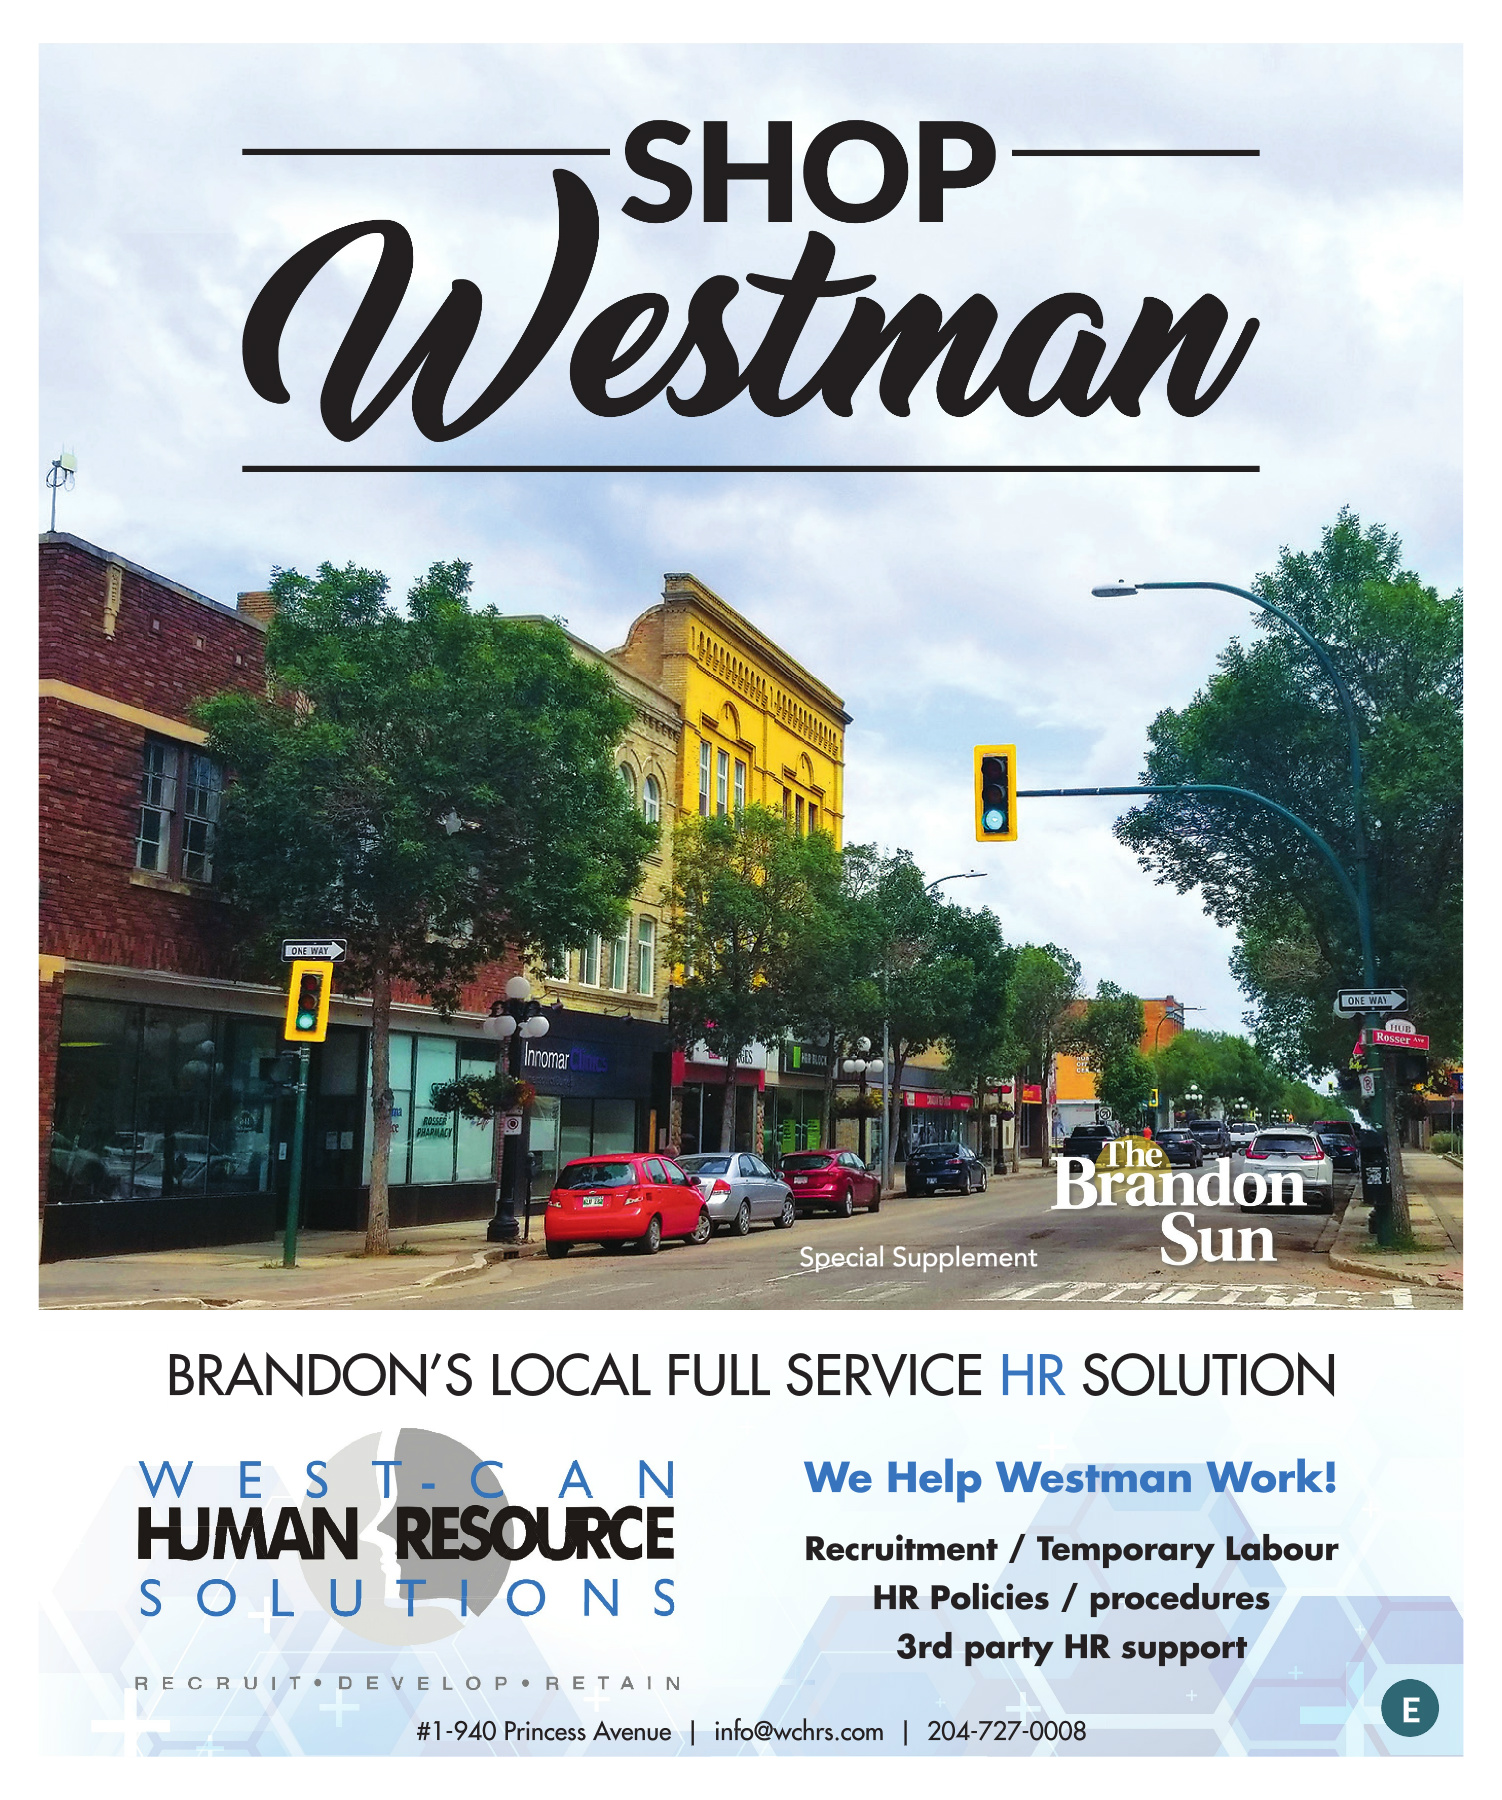 SHOP
Westman
ONE WAY
Innomar Clinics
H&R BLOCK
ROSSER
PHARMACY
ONE WAY
HUB
Rosser Ave
The
Brandon
Sun
Special Supplement
BRANDON'S LOCAL FULL SERVICE HR SOLUTION
WEST-CAN
HUMAN RESOURCE
SOLUTIONS
RECRUIT•DEVELOP•RETAIN
We Help Westman Work!
Recruitment / Temporary Labour
HR Policies / procedures
3rd party HR support
#1-940 Princess Avenue | info@wchrs.com | 204-727-0008
E